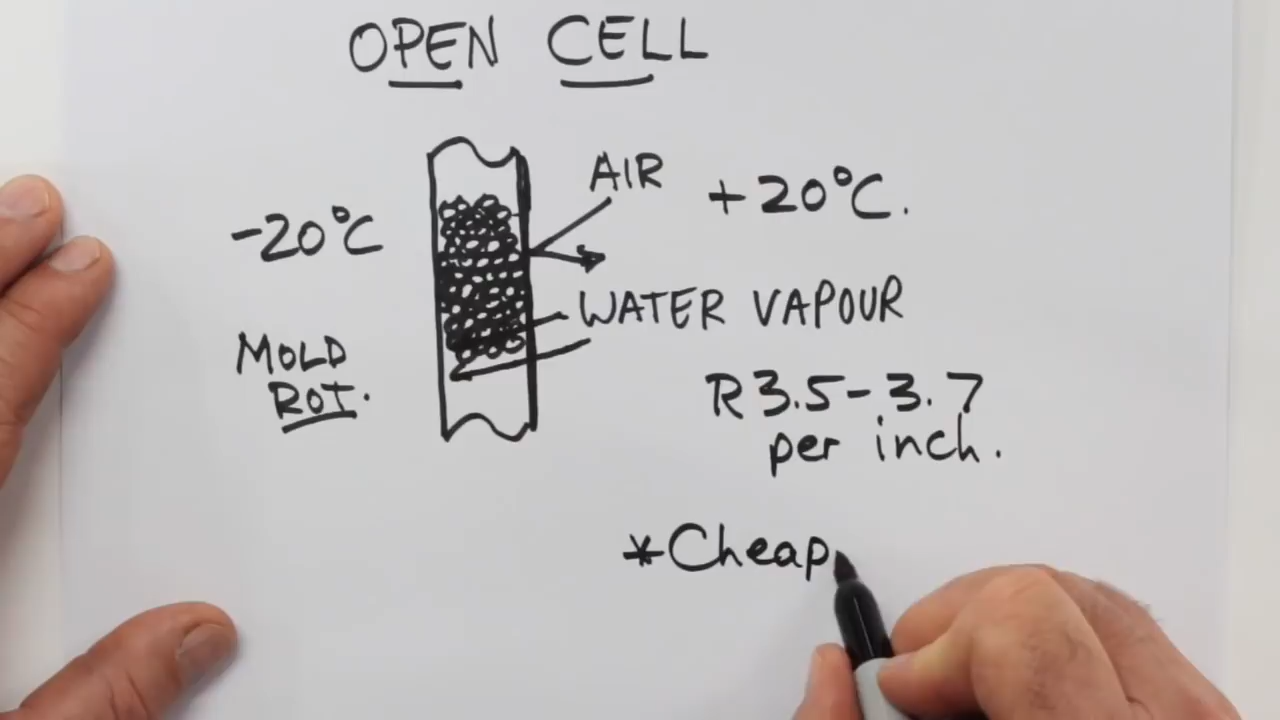 OPEN CELL
AIR
-20°C
+20°C.
WATER VAPOUR
MOLD
ROT.
R3.5-3.7
per inch.
*Cheap